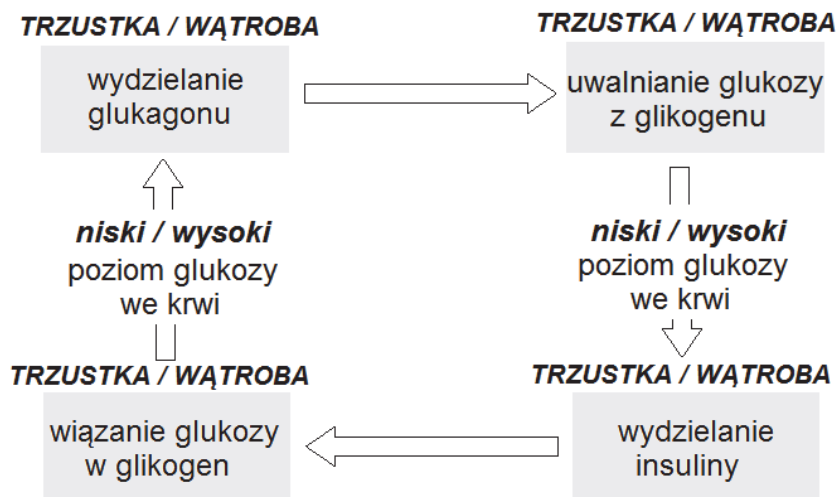 TRZUSTKA / WĄTROBA
wydzielanie
glukagonu
TRZUSTKA / WĄTROBA
uwalnianie glukozy
z glikogenu
niski / wysoki
poziom glukozy
we krwi
niski / wysoki
poziom glukozy
we krwi
TRZUSTKA / WĄTROBA
wiązanie glukozy
w glikogen
TRZUSTKA / WĄTROBA
wydzielanie
insuliny